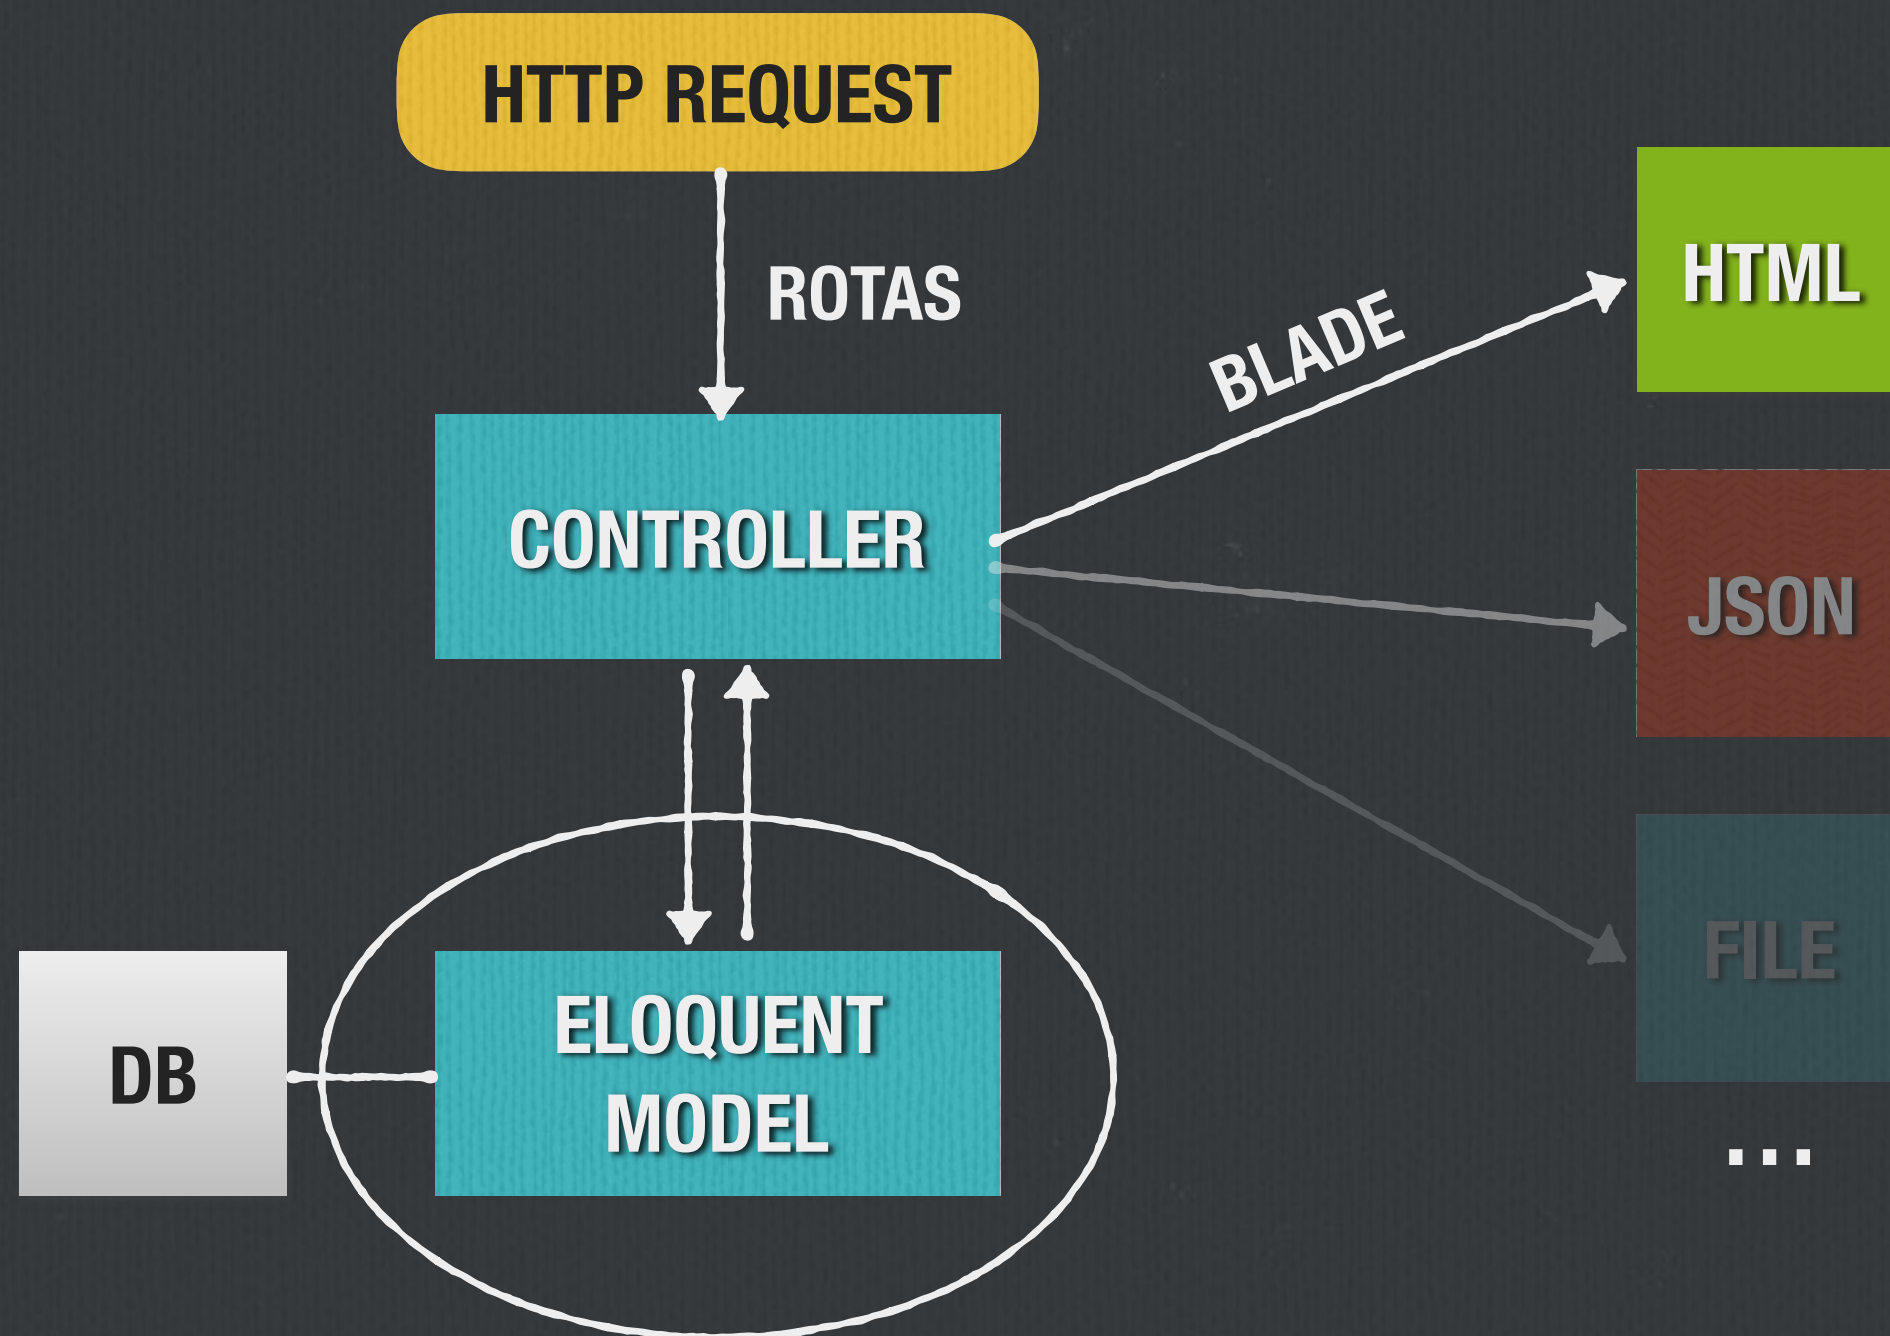 HTTP REQUEST
ROTAS
BLADE
HTML
CONTROLLER
JSON
FILE
DB
ELOQUENT
MODEL
...